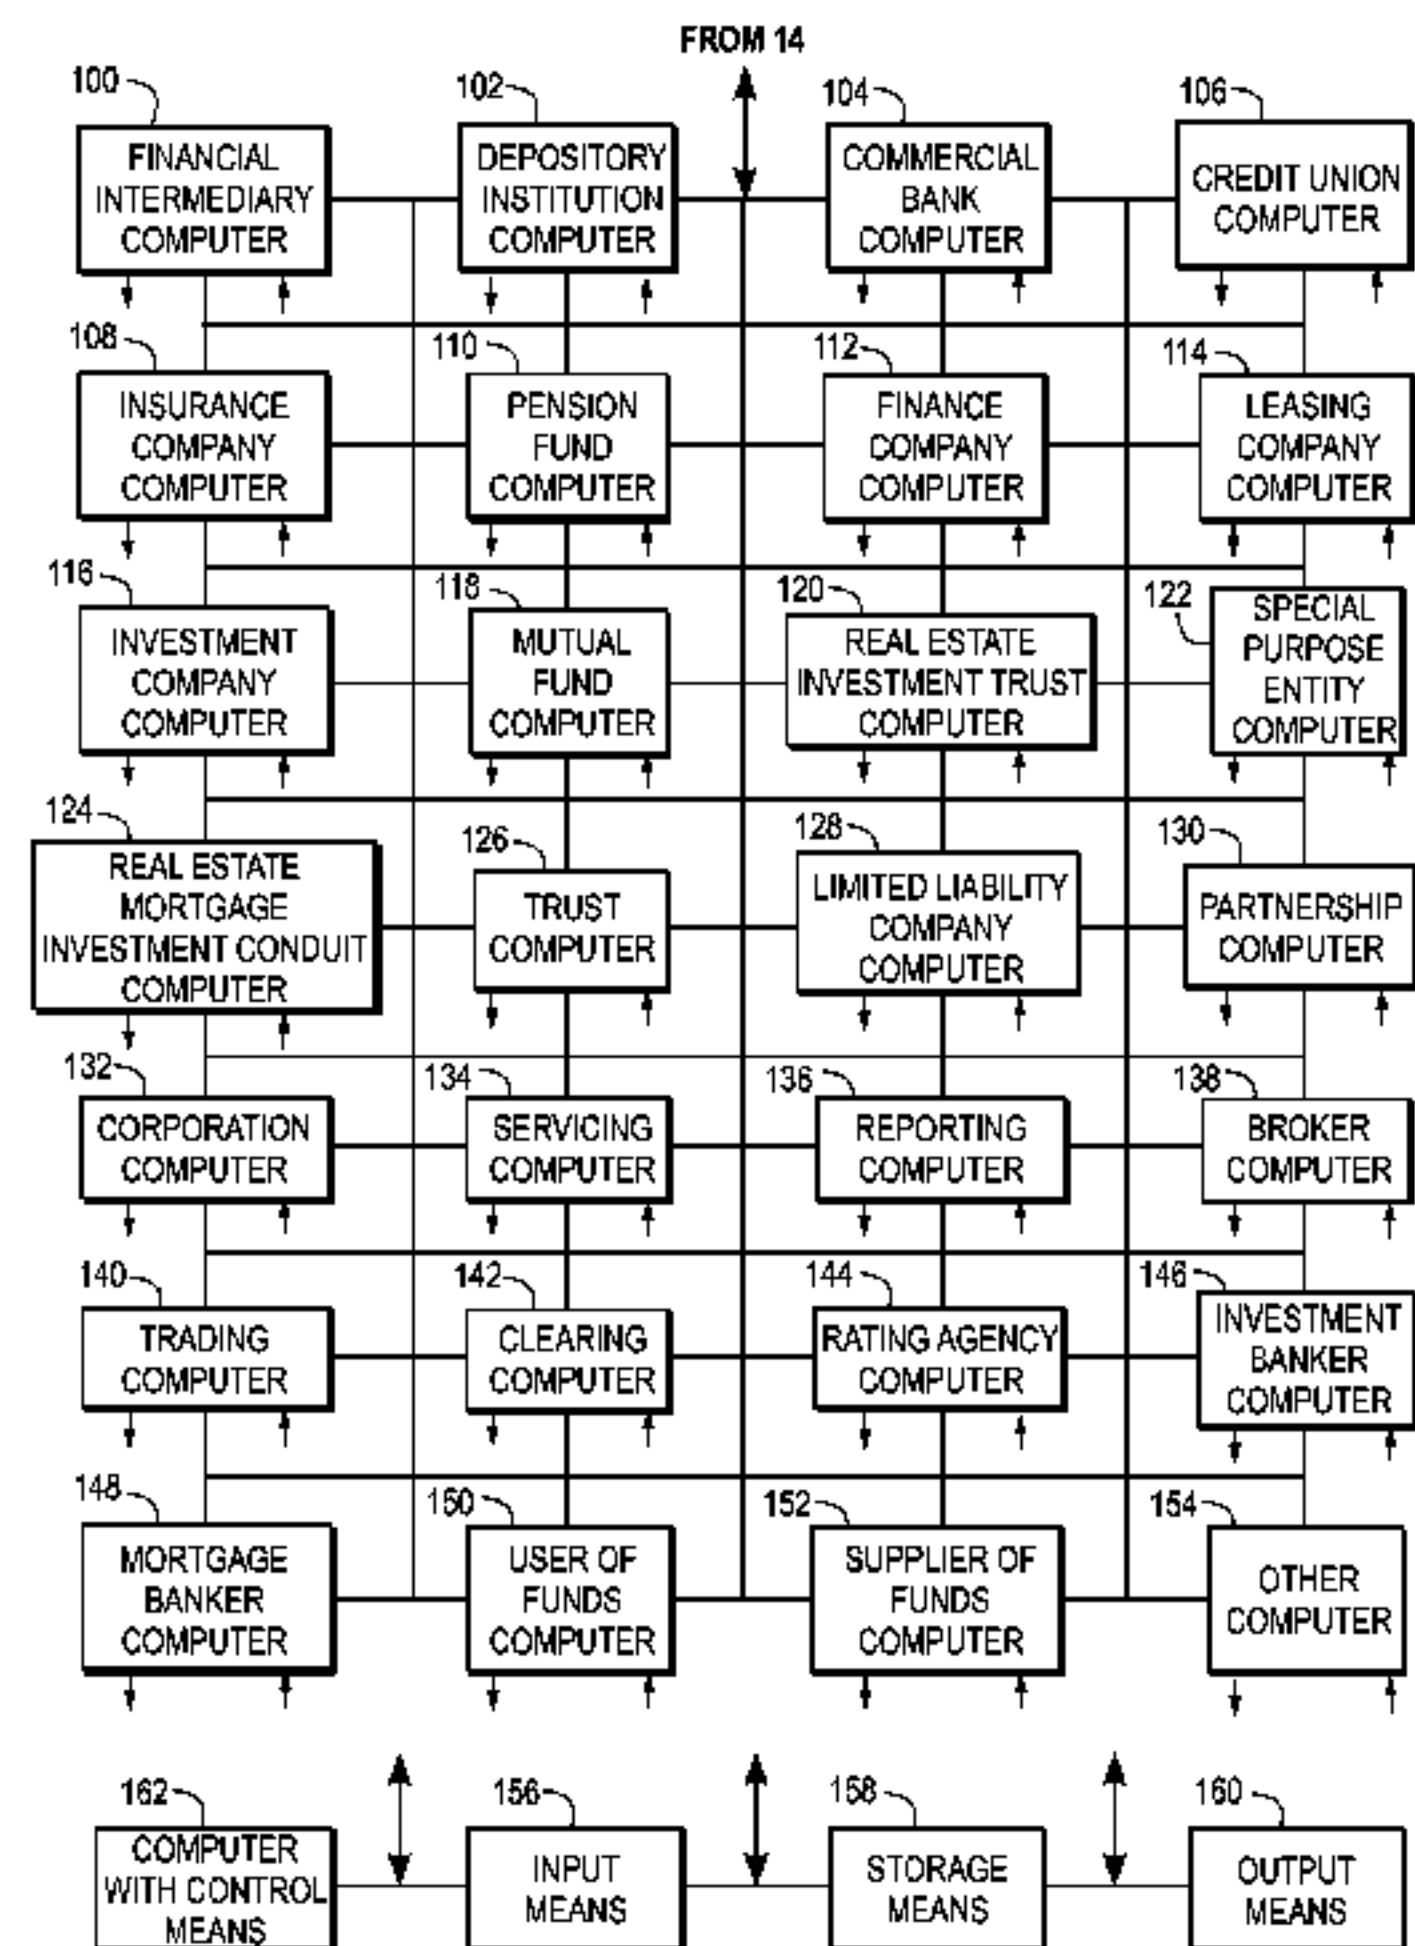 FROM 14
100
102
104
106
FINANCIAL
INTERMEDIARY
COMPUTER
DEPOSITORY
INSTITUTION
COMPUTER
COMMERCIAL
BANK
COMPUTER
CREDIT UNION
COMPUTER
108
110
112
114
INSURANCE
COMPANY
COMPUTER
PENSION
FUND
COMPUTER
FINANCE
COMPANY
COMPUTER
LEASING
COMPANY
COMPUTER
116
118
120
122
INVESTMENT
COMPANY
COMPUTER
MUTUAL
FUND
COMPUTER
REAL ESTATE
INVESTMENT TRUST
COMPUTER
SPECIAL
PURPOSE
ENTITY
COMPUTER
124
126
128
130
REAL ESTATE
MORTGAGE
INVESTMENT CONDUIT
COMPUTER
TRUST
COMPUTER
LIMITED LIABILITY
COMPANY
COMPUTER
PARTNERSHIP
COMPUTER
132
134
136
138
CORPORATION
COMPUTER
SERVICING
COMPUTER
REPORTING
COMPUTER
BROKER
COMPUTER
140
142
144
146
TRADING
COMPUTER
CLEARING
COMPUTER
RATING AGENCY
COMPUTER
INVESTMENT
BANKER
COMPUTER
148
150
152
154
MORTGAGE
BANKER
COMPUTER
USER OF
FUNDS
COMPUTER
SUPPLIER OF
FUNDS
COMPUTER
OTHER
COMPUTER
162
156
158
160
COMPUTER
WITH CONTROL
MEANS
INPUT
MEANS
STORAGE
MEANS
OUTPUT
MEANS